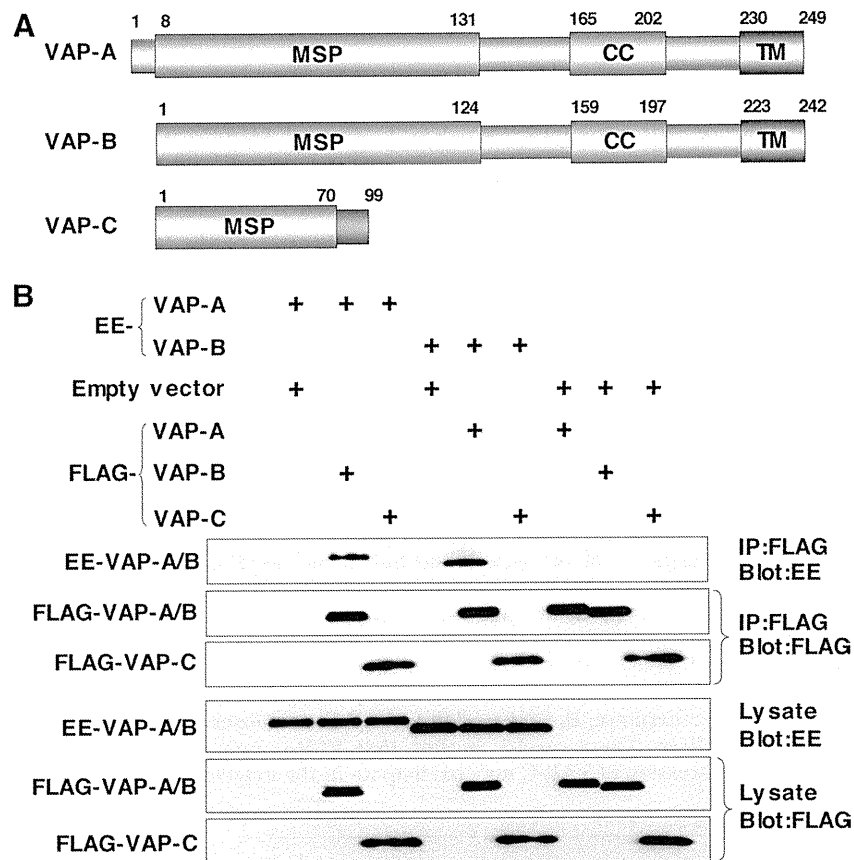 A
1 8 131 165 202 230 249
VAP-A MSP CC TM
1 124 159 197 223 242
VAP-B MSP CC TM
1 70 99
VAP-C MSP
B
EE- VAP-A + + +
VAP-B + + +
Empty vector + + + + +
FLAG- VAP-A + +
VAP-B + +
VAP-C + + +
EE-VAP-A/B IP:FLAG
Blot:EE
FLAG-VAP-A/B IP:FLAG
Blot:FLAG
FLAG-VAP-C
EE-VAP-A/B Lysate
Blot:EE
FLAG-VAP-A/B Lysate
Blot:FLAG
FLAG-VAP-C